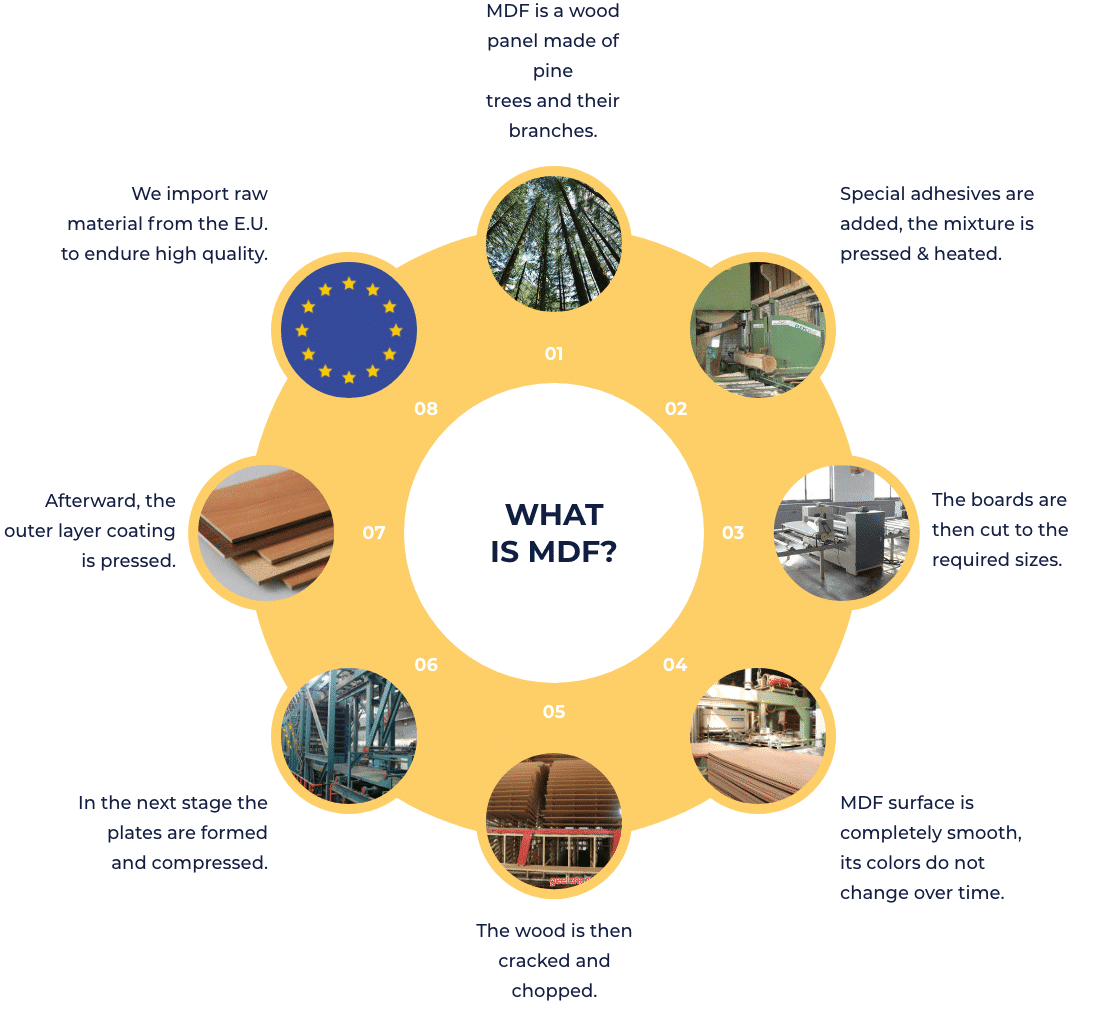 MDF is a wood
panel made of
pine
trees and their
branches.
We import raw
material from the E.U.
to endure high quality.
Special adhesives are
added, the mixture is
pressed & heated.
01
08
02
Afterward, the
outer layer coating
is pressed.
07
WHAT
IS MDF?
03
The boards are
then cut to the
required sizes.
06
04
05
In the next stage the
plates are formed
and compressed.
MDF surface is
completely smooth,
its colors do not
change over time.
The wood is then
cracked and
chopped.